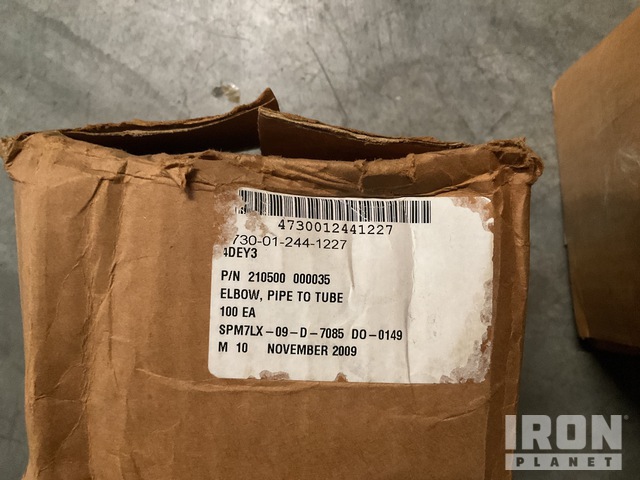 4730012441227
730-01-244-1227
4DEY3
P/N 210500 000035
ELBOW, PIPE TO TUBE
100 EA
SPM7LX-09-D-7085 DO-0149
M 10 NOVEMBER 2009
IRON
PLANET